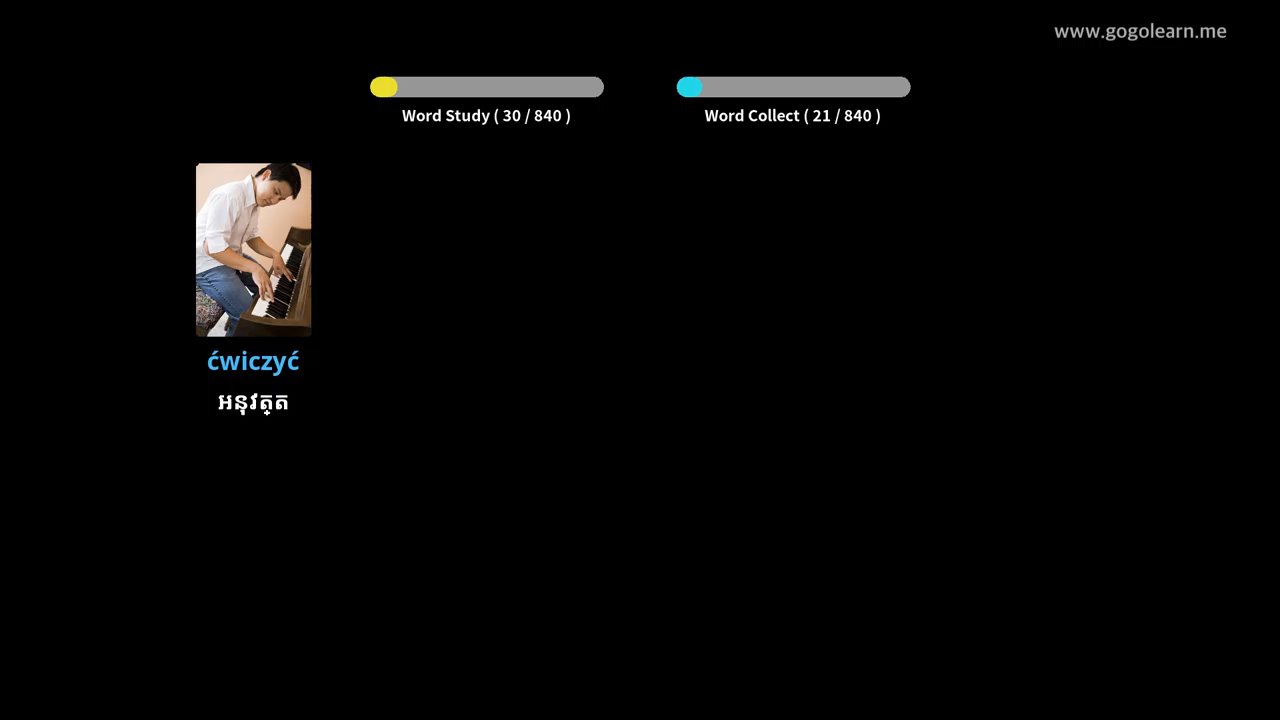 www.gogolearn.me
Word Study ( 30 / 840 )
Word Collect ( 21 / 840 )
ćwiczyć
អនុវត្ត